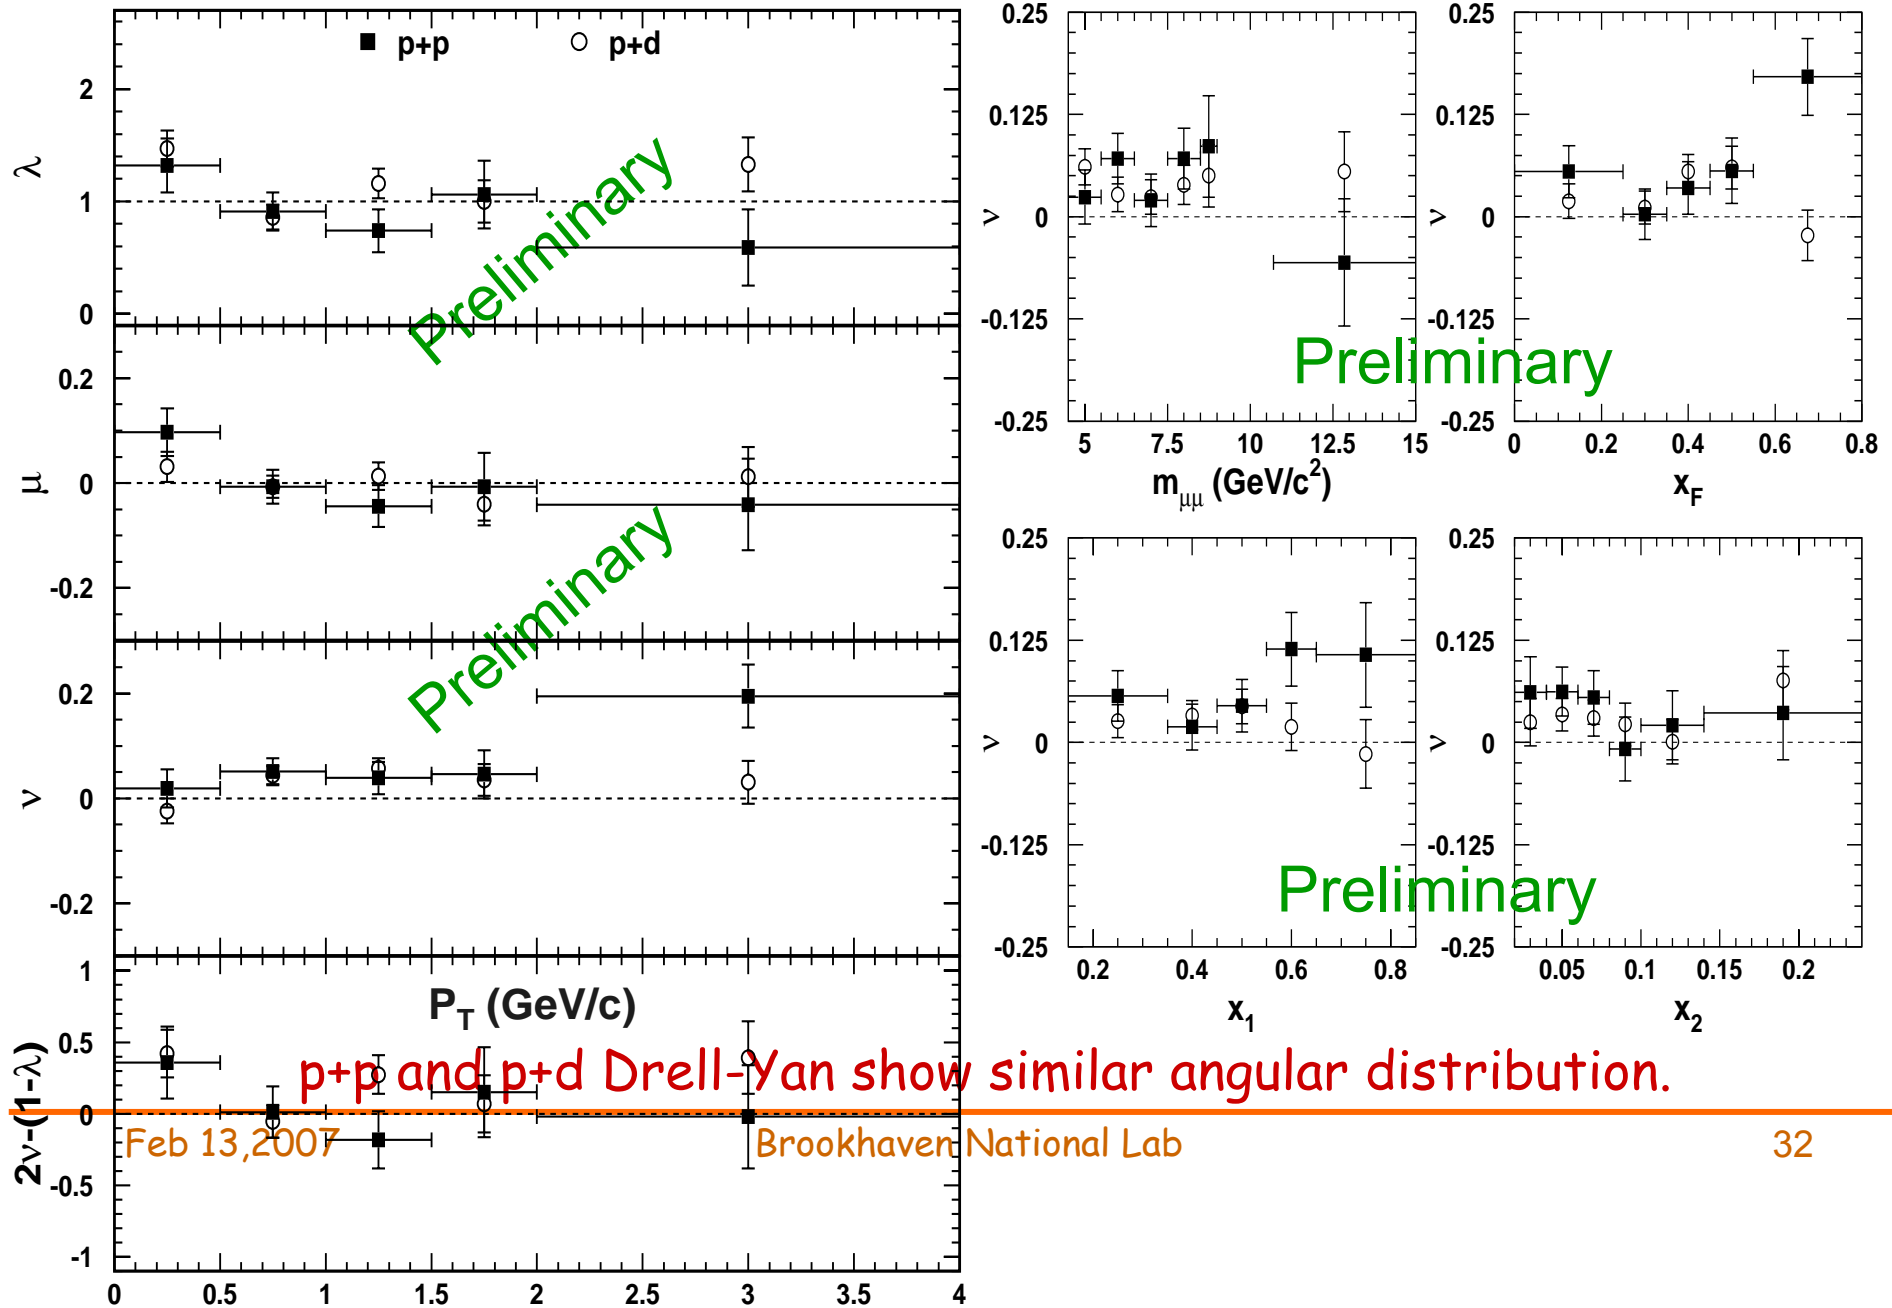 p+p
p+d
2
1
0
λ
Preliminary
0.2
0
-0.2
μ
Preliminary
0.2
0
-0.2
ν
1
0.5
0
-0.5
-1
2ν-(1-λ)
P_T (GeV/c)
0 0.5 1 1.5 2 2.5 3 3.5 4
0.25
0.125
0
-0.125
-0.25
ν
5 7.5 10 12.5 15
m_μμ (GeV/c²)
0.25
0.125
0
-0.125
-0.25
ν
0 0.2 0.4 0.6 0.8
x_F
Preliminary
0.25
0.125
0
-0.125
-0.25
ν
0.2 0.4 0.6 0.8
x_1
0.25
0.125
0
-0.125
-0.25
ν
0.05 0.1 0.15 0.2
x_2
Preliminary
p+p and p+d Drell-Yan show similar angular distribution.
Feb 13,2007 Brookhaven National Lab 32